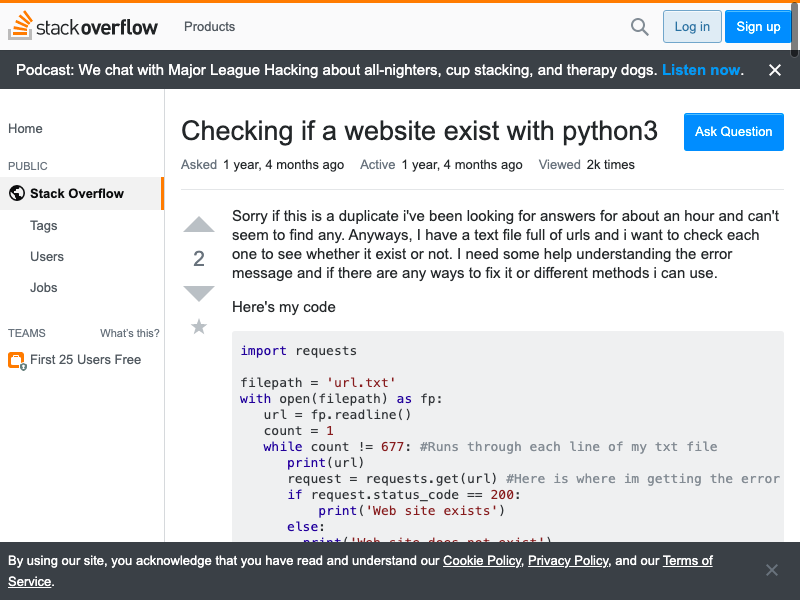 stackoverflow
Products
Log in
Sign up
Podcast: We chat with Major League Hacking about all-nighters, cup stacking, and therapy dogs. Listen now.
Home
PUBLIC
Stack Overflow
Tags
Users
Jobs
TEAMS What's this?
First 25 Users Free
Checking if a website exist with python3
Ask Question
Asked 1 year, 4 months ago Active 1 year, 4 months ago Viewed 2k times
2
Sorry if this is a duplicate i've been looking for answers for about an hour and can't
seem to find any. Anyways, I have a text file full of urls and i want to check each
one to see whether it exist or not. I need some help understanding the error
message and if there are any ways to fix it or different methods i can use.
Here's my code
import requests
filepath = 'url.txt'
with open(filepath) as fp:
url = fp.readline()
count = 1
while count != 677: #Runs through each line of my txt file
print(url)
request = requests.get(url) #Here is where im getting the error
if request.status_code == 200:
print('Web site exists')
else:
print('Web site does not exist')
By using our site, you acknowledge that you have read and understand our Cookie Policy, Privacy Policy, and our Terms of
Service.